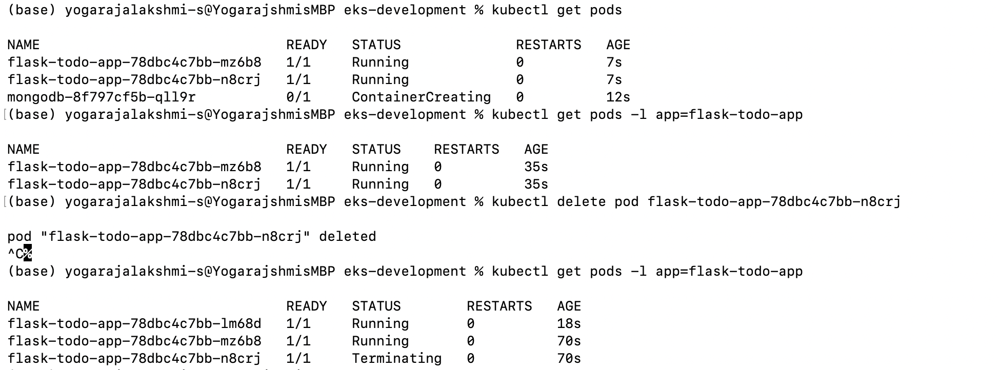 (base) yogarajalakshmi-s@YogarajshmisMBP eks-development % kubectl get pods
NAME                              READY   STATUS              RESTARTS   AGE
flask-todo-app-78dbc4c7bb-mz6b8   1/1     Running             0          7s
flask-todo-app-78dbc4c7bb-n8crj   1/1     Running             0          7s
mongodb-8f797cf5b-qll9r           0/1     ContainerCreating   0          12s
[(base) yogarajalakshmi-s@YogarajshmisMBP eks-development % kubectl get pods -l app=flask-todo-app
NAME                              READY   STATUS    RESTARTS   AGE
flask-todo-app-78dbc4c7bb-mz6b8   1/1     Running   0          35s
flask-todo-app-78dbc4c7bb-n8crj   1/1     Running   0          35s
[(base) yogarajalakshmi-s@YogarajshmisMBP eks-development % kubectl delete pod flask-todo-app-78dbc4c7bb-n8crj
pod "flask-todo-app-78dbc4c7bb-n8crj" deleted
^C%
(base) yogarajalakshmi-s@YogarajshmisMBP eks-development % kubectl get pods -l app=flask-todo-app
NAME                              READY   STATUS        RESTARTS   AGE
flask-todo-app-78dbc4c7bb-lm68d   1/1     Running       0          18s
flask-todo-app-78dbc4c7bb-mz6b8   1/1     Running       0          70s
flask-todo-app-78dbc4c7bb-n8crj   1/1     Terminating   0          70s